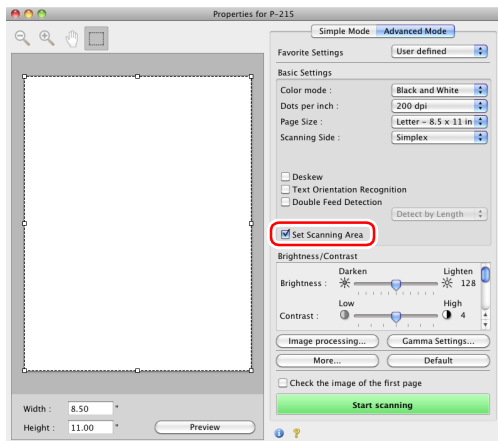 Properties for P-215
Simple Mode Advanced Mode
Favorite Settings User defined
Basic Settings
Color mode : Black and White
Dots per inch : 200 dpi
Page Size : Letter - 8.5 x 11 in
Scanning Side : Simplex
Deskew
Text Orientation Recognition
Double Feed Detection
Detect by Length
Set Scanning Area
Brightness/Contrast
Darken Lighten
Brightness : 128
Low High
Contrast : 4
Image processing... Gamma Settings...
More... Default
Check the image of the first page
Width : 8.50 "
Start scanning
Height : 11.00 " Preview